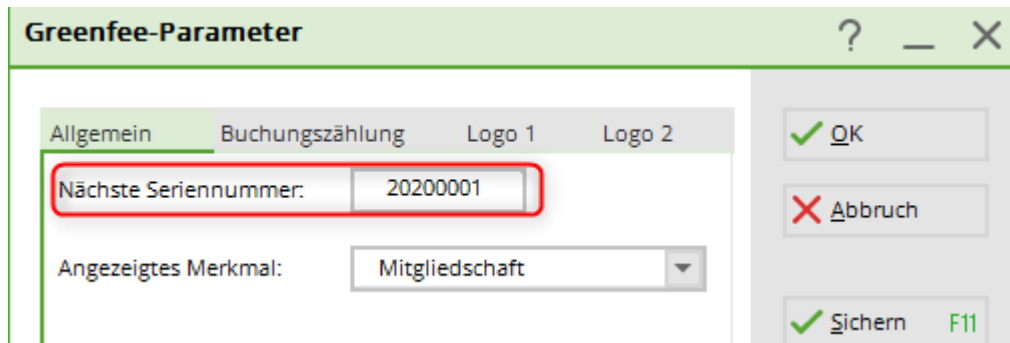 Greenfee-Parameter ?
Allgemein Buchungszählung Logo 1 Logo 2
OK
Nächste Seriennummer: 20200001
Abbruch
Angezeigtes Merkmal: Mitgliedschaft
Sichern F11